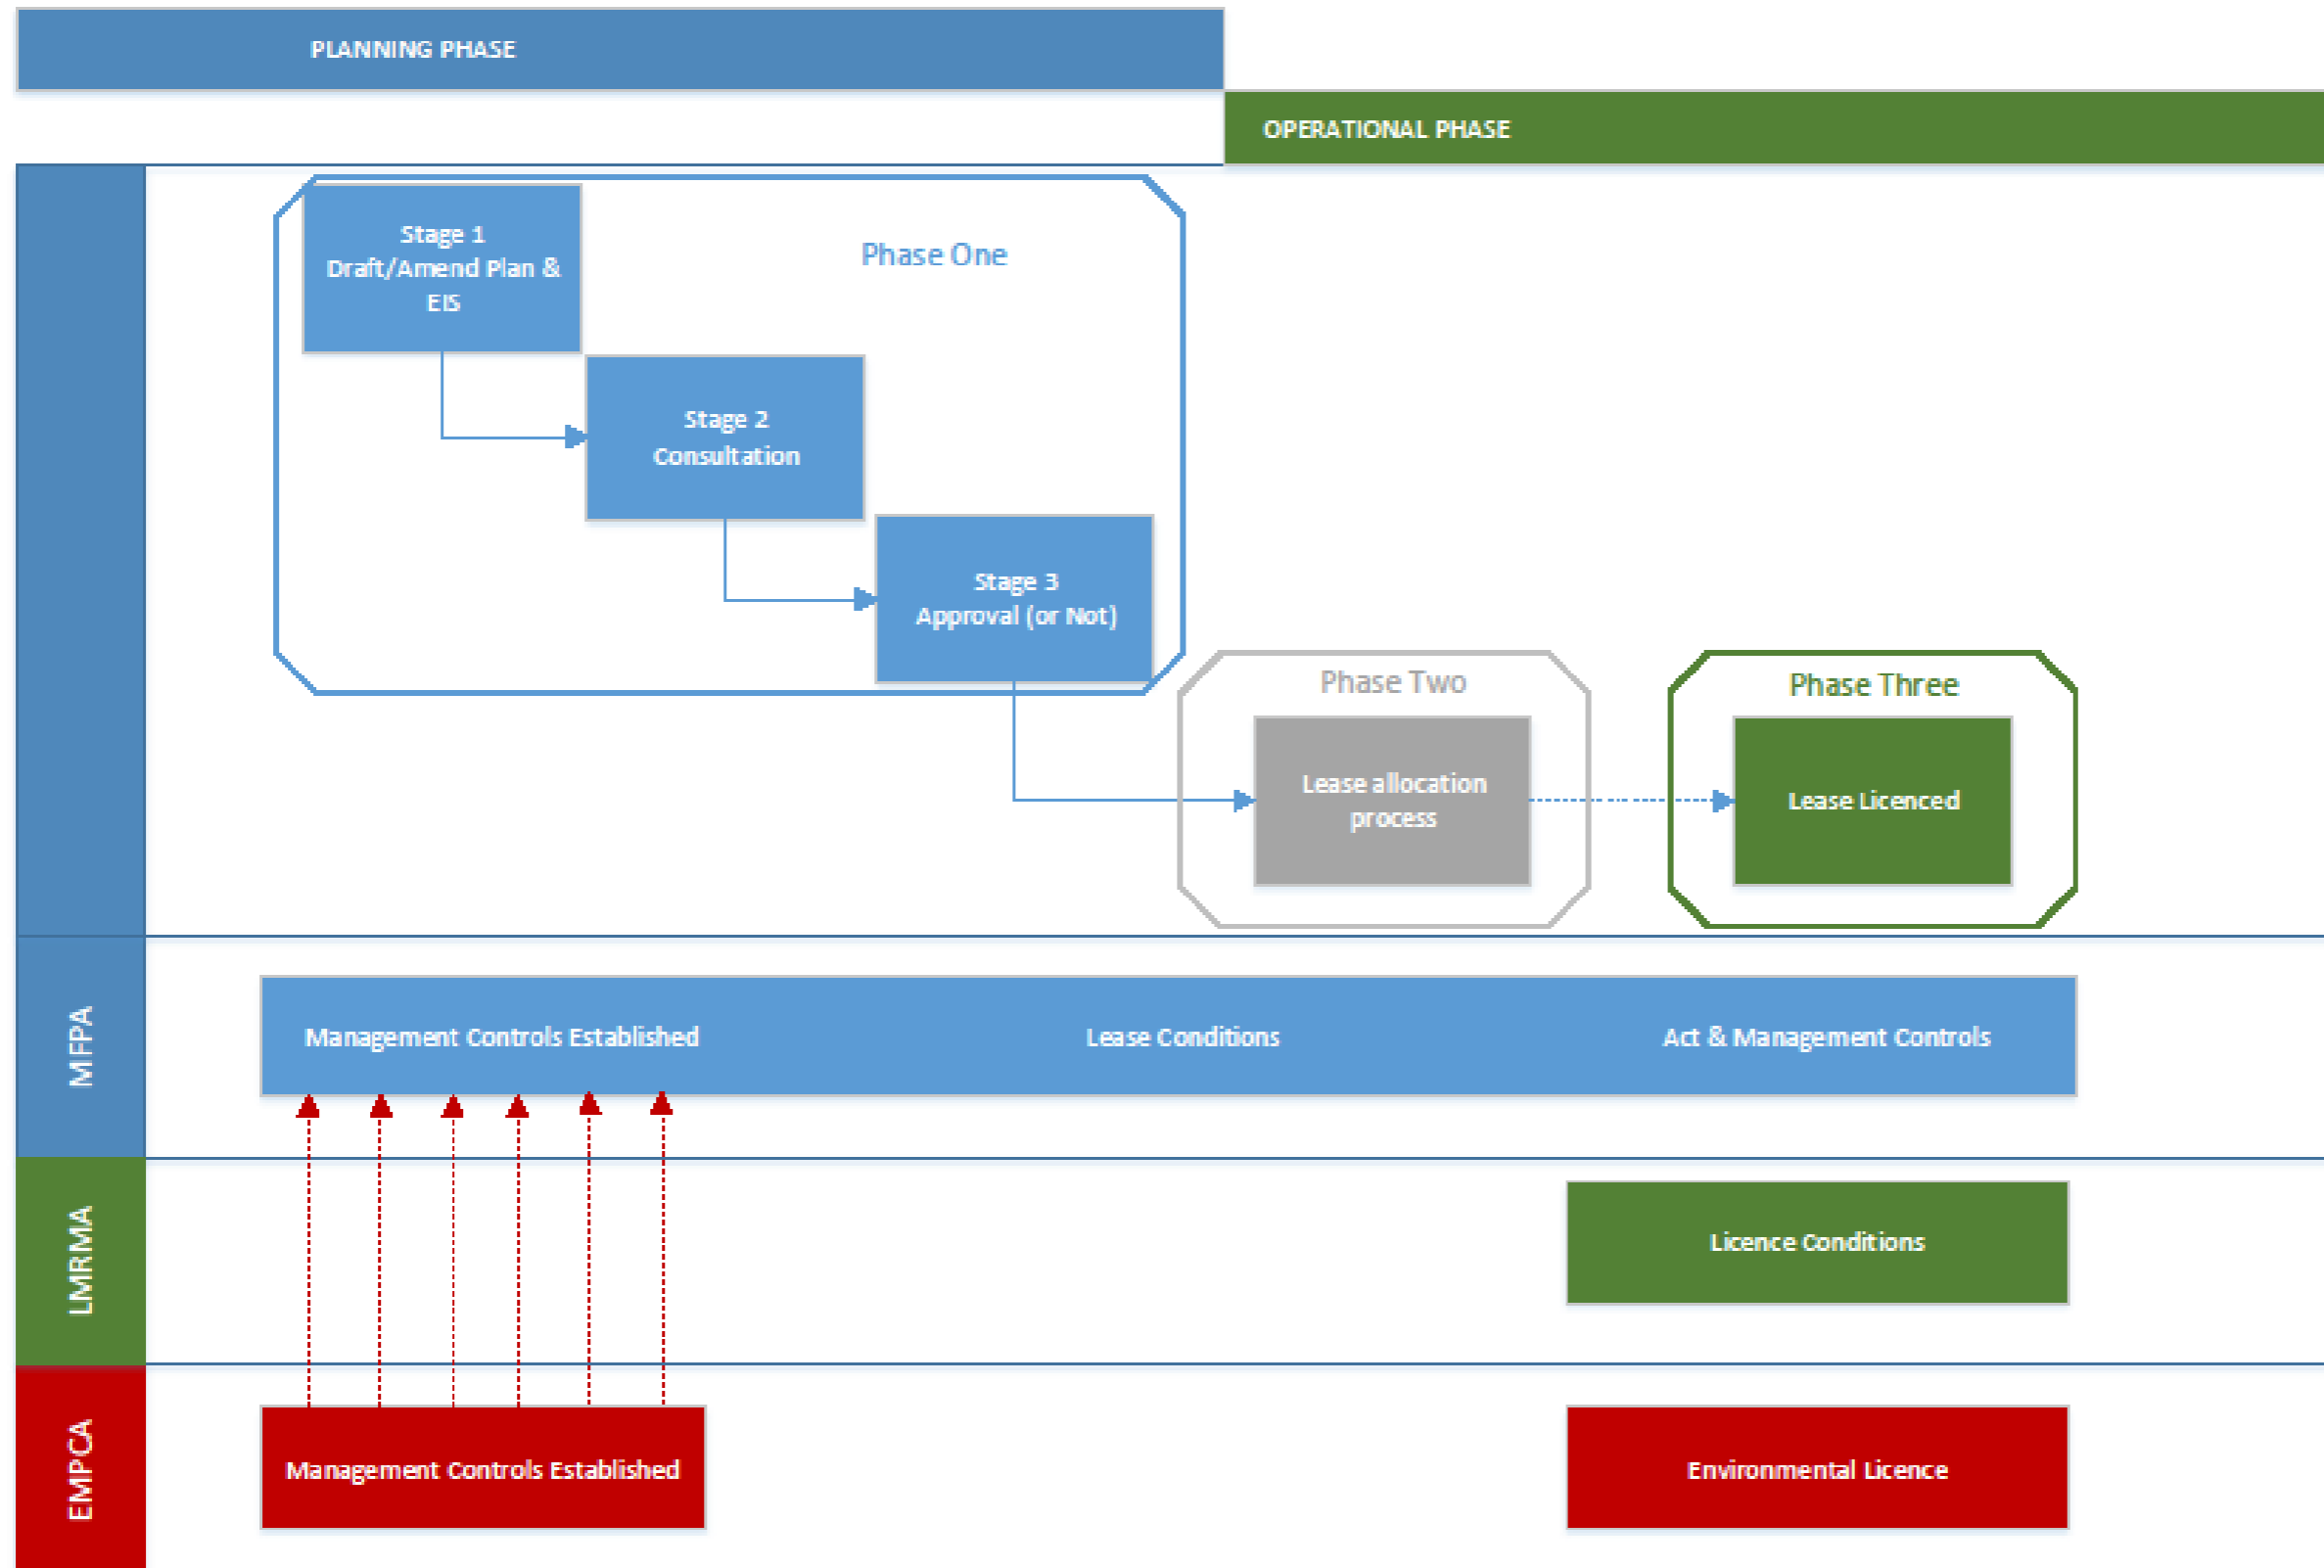 PLANNING PHASE
OPERATIONAL PHASE
Stage 1
Draft/Amend Plan &
EIS
Phase One
Stage 2
Consultation
Stage 3
Approval (or Not)
Phase Two
Lease allocation
process
Phase Three
Lease Licenced
MFPA
Management Controls Established
Lease Conditions
Act & Management Controls
LMRMA
Licence Conditions
EMPCA
Management Controls Established
Environmental Licence